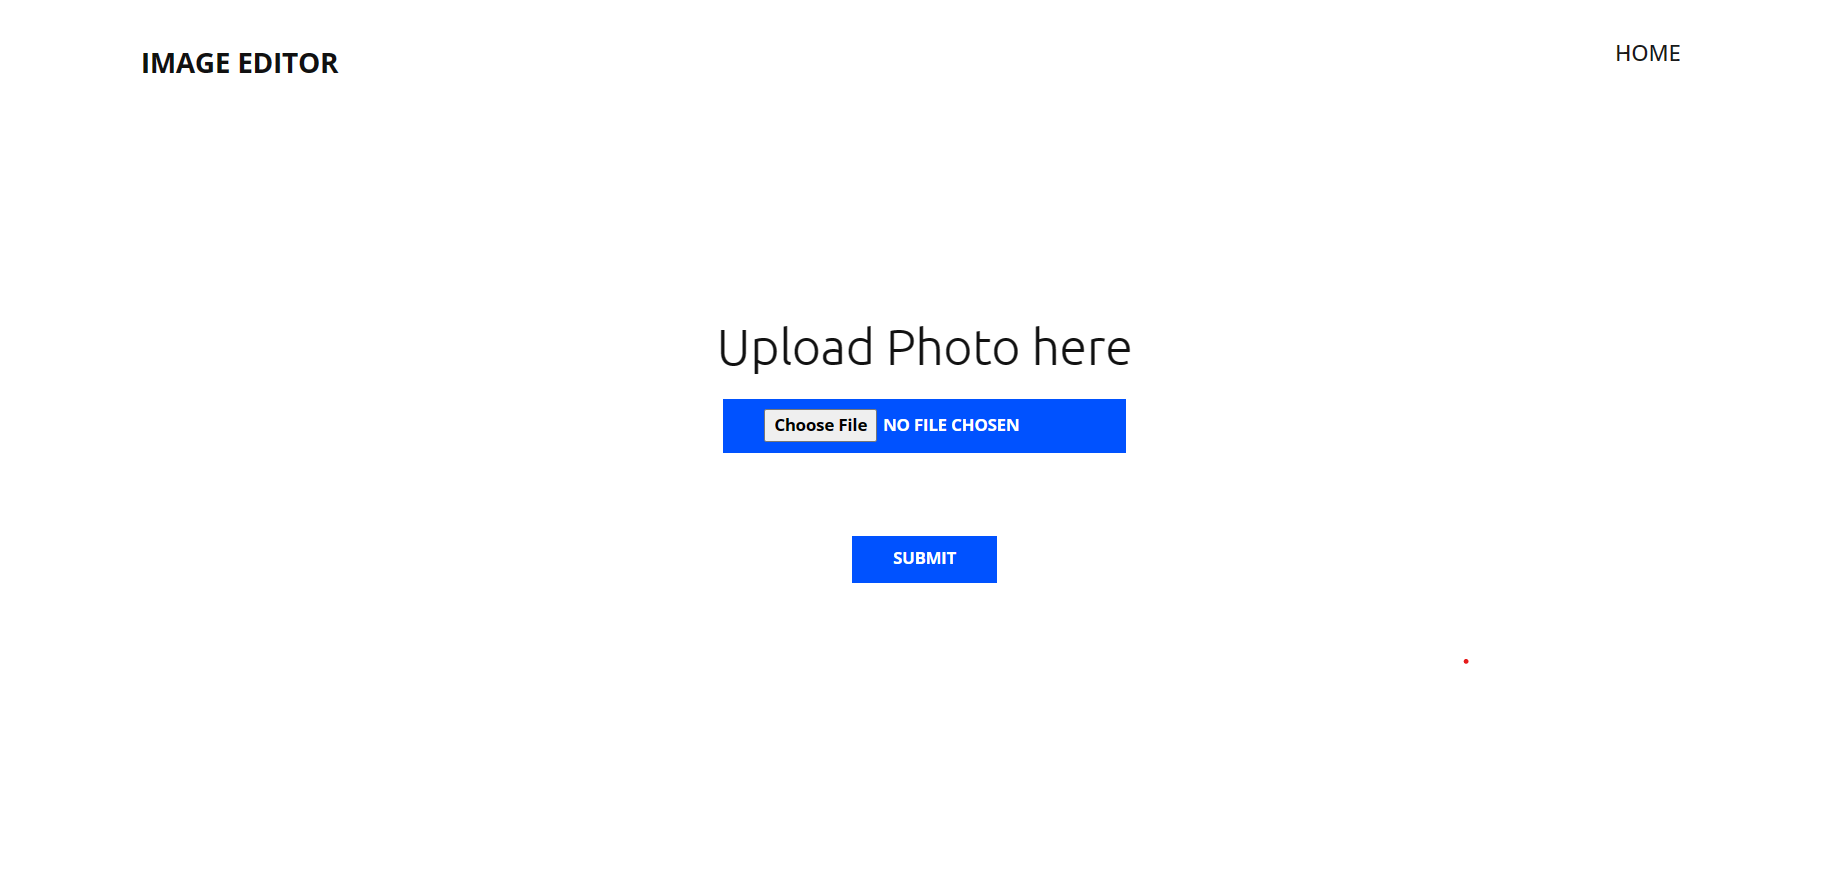 IMAGE EDITOR
HOME
Upload Photo here
Choose File NO FILE CHOSEN
SUBMIT